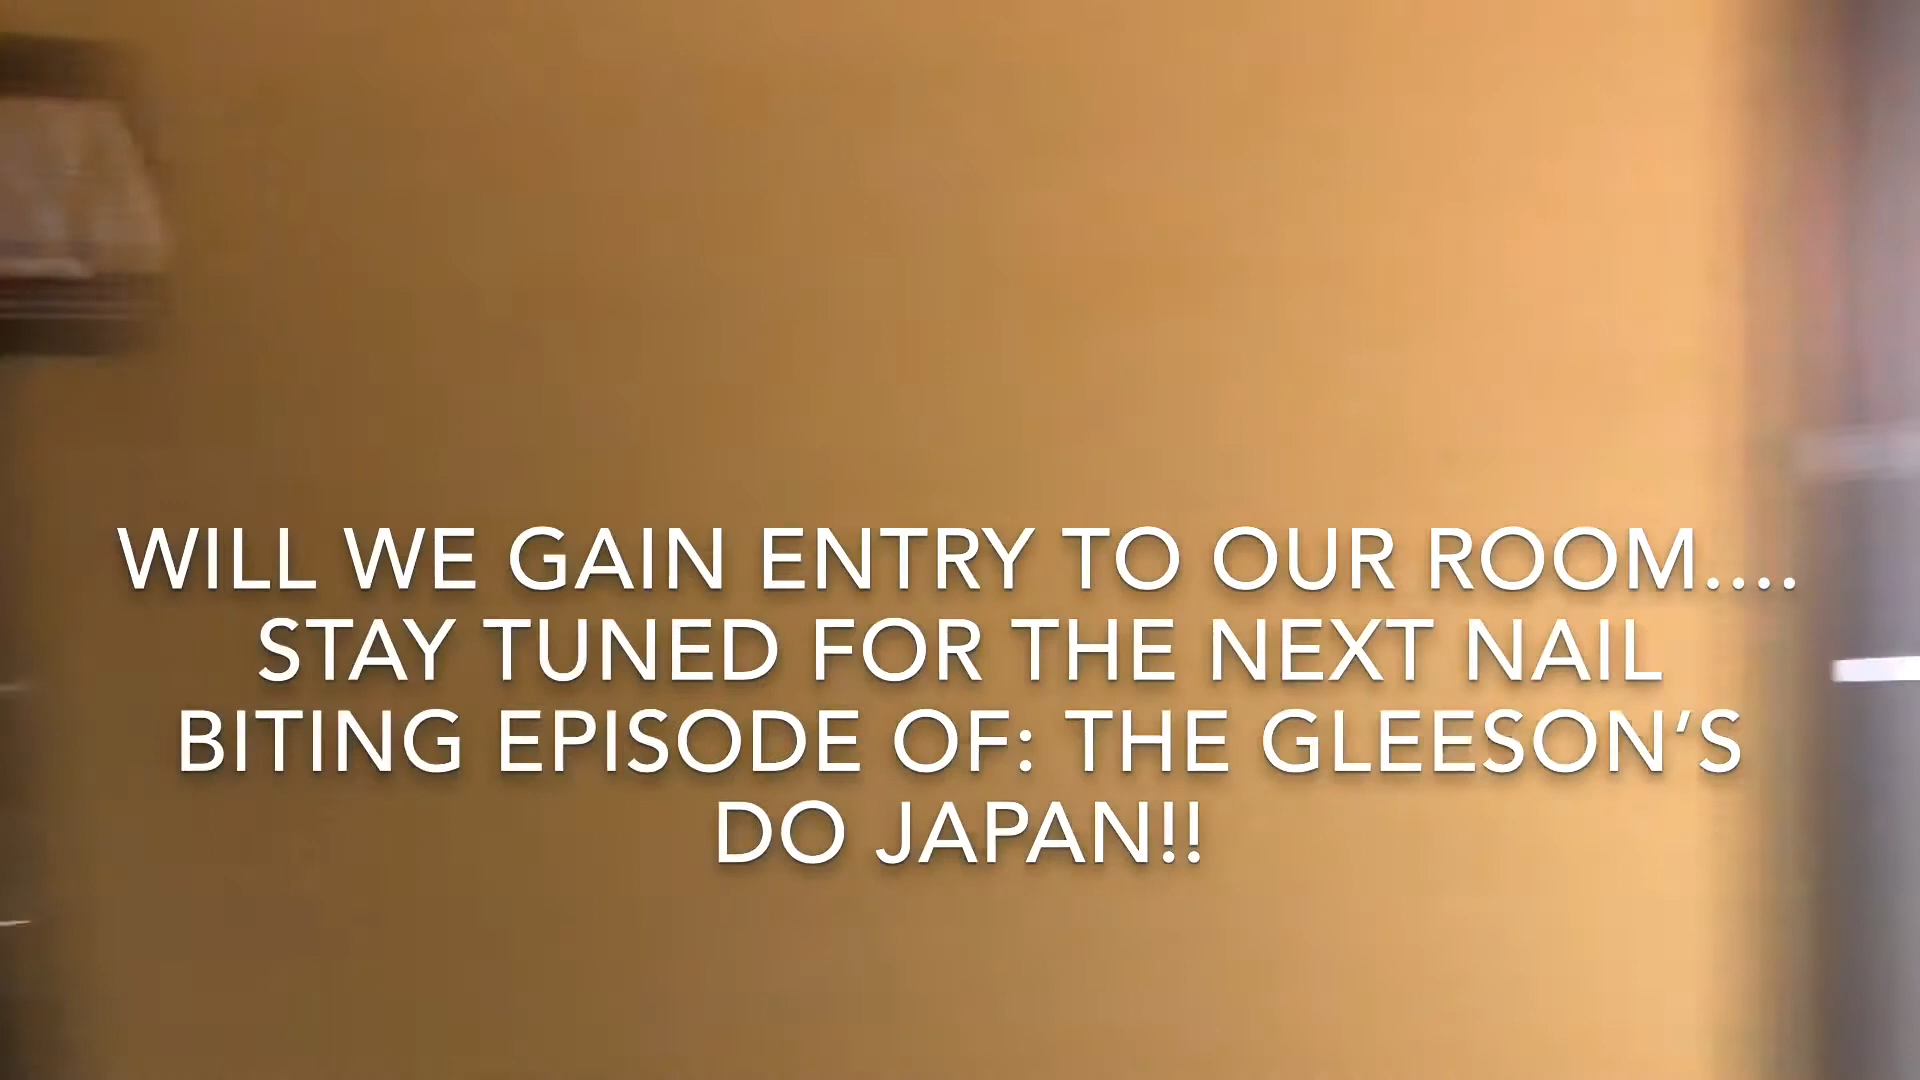 WILL WE GAIN ENTRY TO OUR ROOM....
STAY TUNED FOR THE NEXT NAIL
BITING EPISODE OF: THE GLEESON’S
DO JAPAN!!